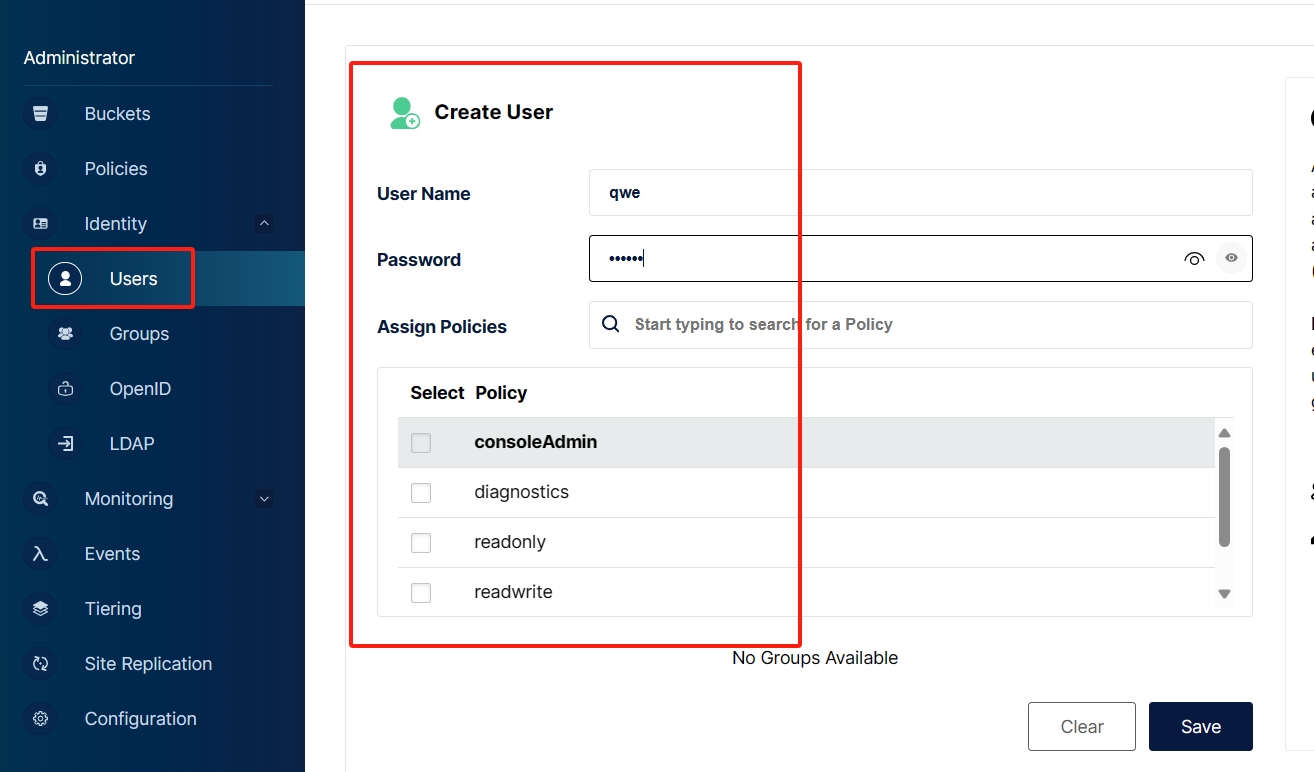 Administrator
Buckets
Policies
Identity
Users
Groups
OpenID
LDAP
Monitoring
Events
Tiering
Site Replication
Configuration
Create User
User Name
qwe
Password
••••••
Assign Policies
Start typing to search for a Policy
Select Policy
consoleAdmin
diagnostics
readonly
readwrite
No Groups Available
Clear
Save